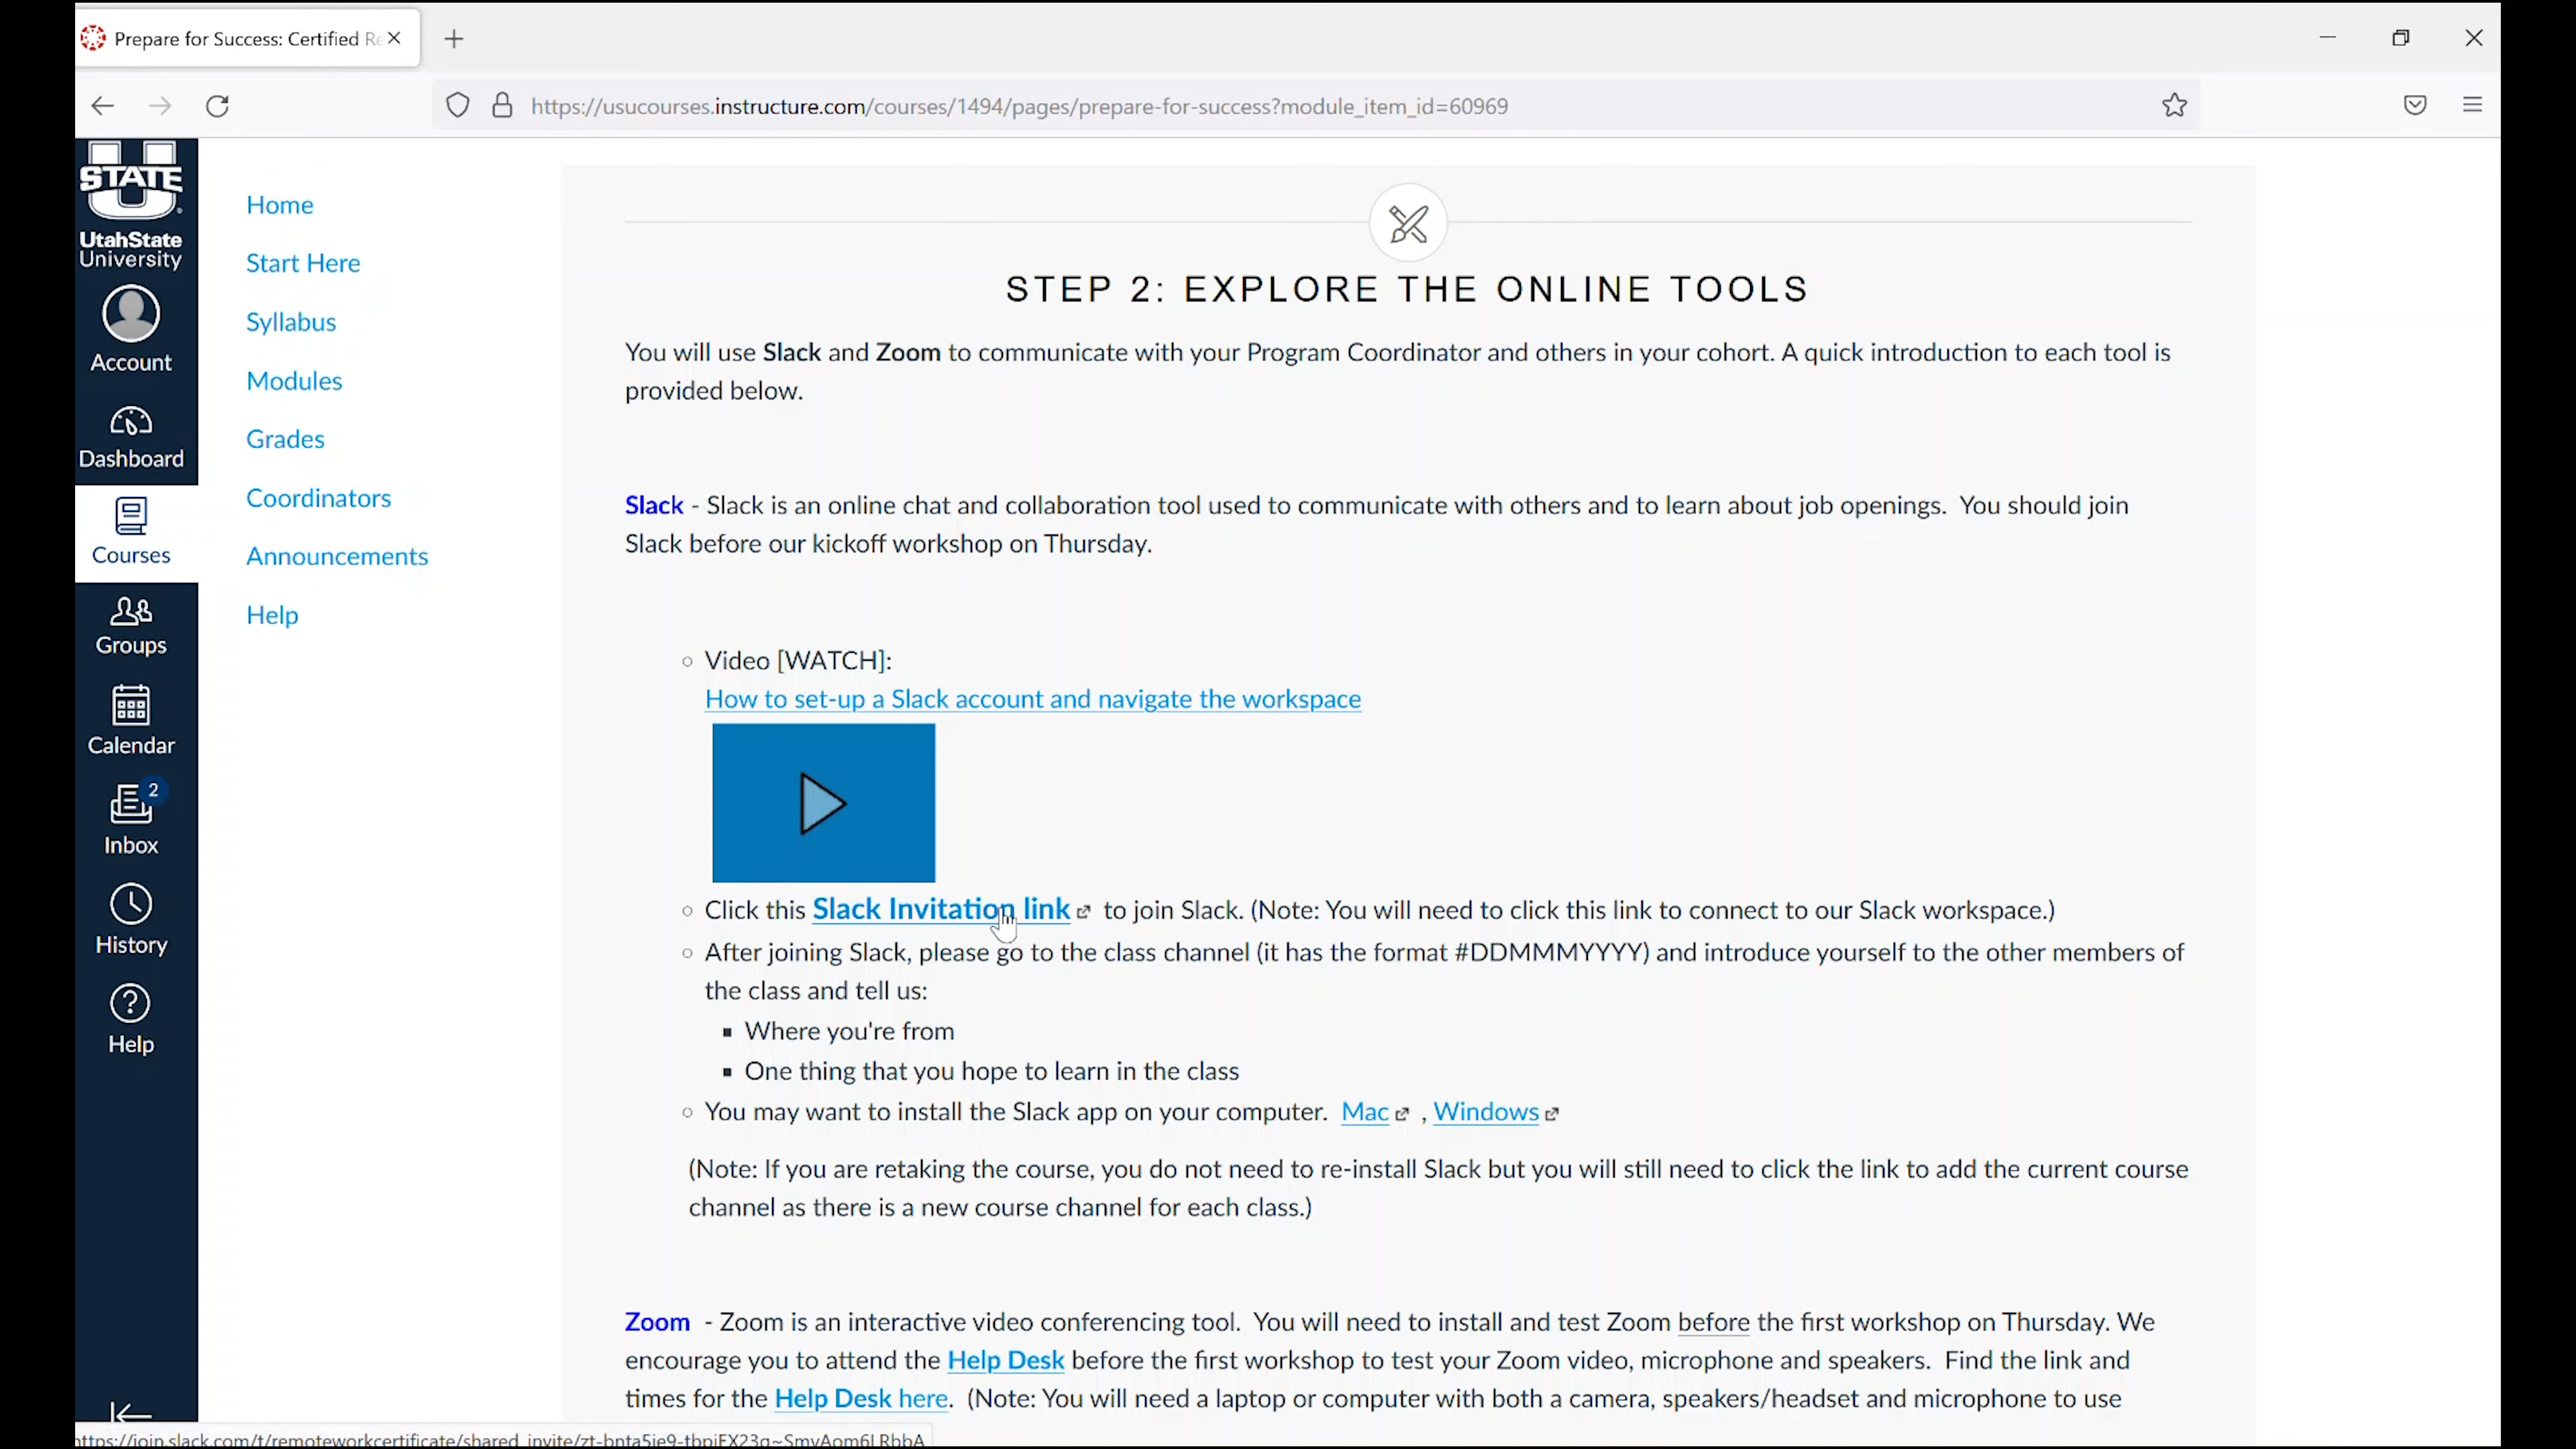 Prepare for Success: Certified Re
https://usucourses.instructure.com/courses/1494/pages/prepare-for-success?module_item_id=60969
STATE
UtahState
University
Account
Dashboard
Courses
Groups
Calendar
2
Inbox
History
Help
Home
Start Here
Syllabus
Modules
Grades
Coordinators
Announcements
Help
STEP 2: EXPLORE THE ONLINE TOOLS
You will use Slack and Zoom to communicate with your Program Coordinator and others in your cohort. A quick introduction to each tool is
provided below.
Slack - Slack is an online chat and collaboration tool used to communicate with others and to learn about job openings. You should join
Slack before our kickoff workshop on Thursday.
Video [WATCH]:
How to set-up a Slack account and navigate the workspace
Click this Slack Invitation link to join Slack. (Note: You will need to click this link to connect to our Slack workspace.)
After joining Slack, please go to the class channel (it has the format #DDMMMYYYY) and introduce yourself to the other members of
the class and tell us:
Where you're from
One thing that you hope to learn in the class
You may want to install the Slack app on your computer. Mac , Windows
(Note: If you are retaking the course, you do not need to re-install Slack but you will still need to click the link to add the current course
channel as there is a new course channel for each class.)
Zoom - Zoom is an interactive video conferencing tool. You will need to install and test Zoom before the first workshop on Thursday. We
encourage you to attend the Help Desk before the first workshop to test your Zoom video, microphone and speakers. Find the link and
times for the Help Desk here. (Note: You will need a laptop or computer with both a camera, speakers/headset and microphone to use